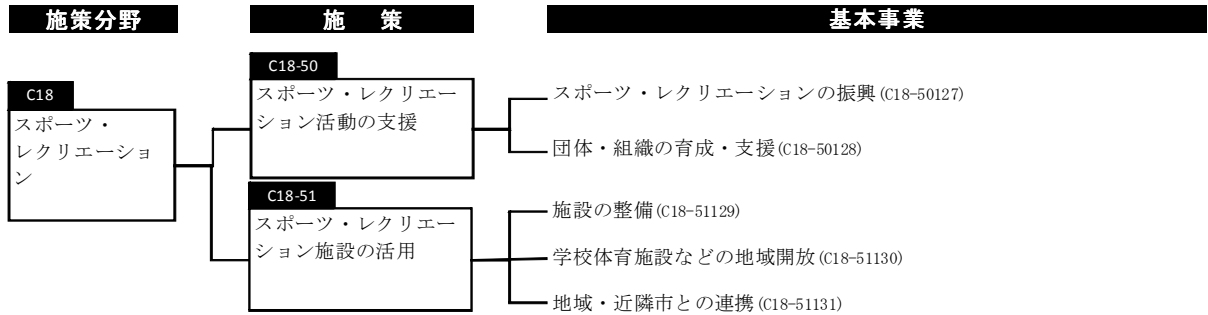 施策分野
施 策
基本事業
C18
スポーツ・
レクリエーショ
ン
C18-50
スポーツ・レクリエー
ション活動の支援
スポーツ・レクリエーションの振興(C18-50127)
団体・組織の育成・支援(C18-50128)
C18-51
スポーツ・レクリエー
ション施設の活用
施設の整備(C18-51129)
学校体育施設などの地域開放(C18-51130)
地域・近隣市との連携(C18-51131)